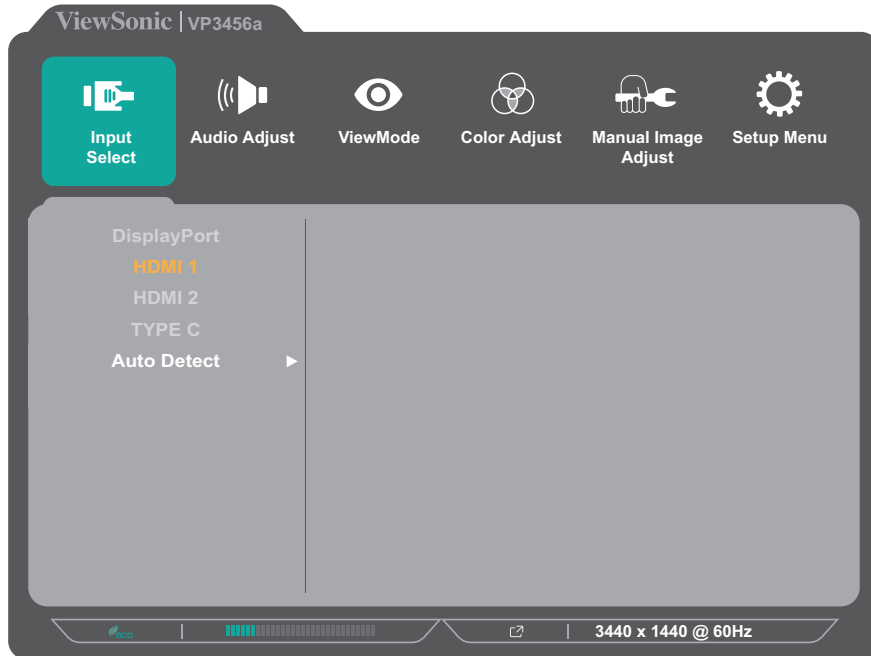 ViewSonic | VP3456a
Input Select
Audio Adjust
ViewMode
Color Adjust
Manual Image Adjust
Setup Menu
DisplayPort
HDMI 1
HDMI 2
TYPE C
Auto Detect
eco
3440 x 1440 @ 60Hz